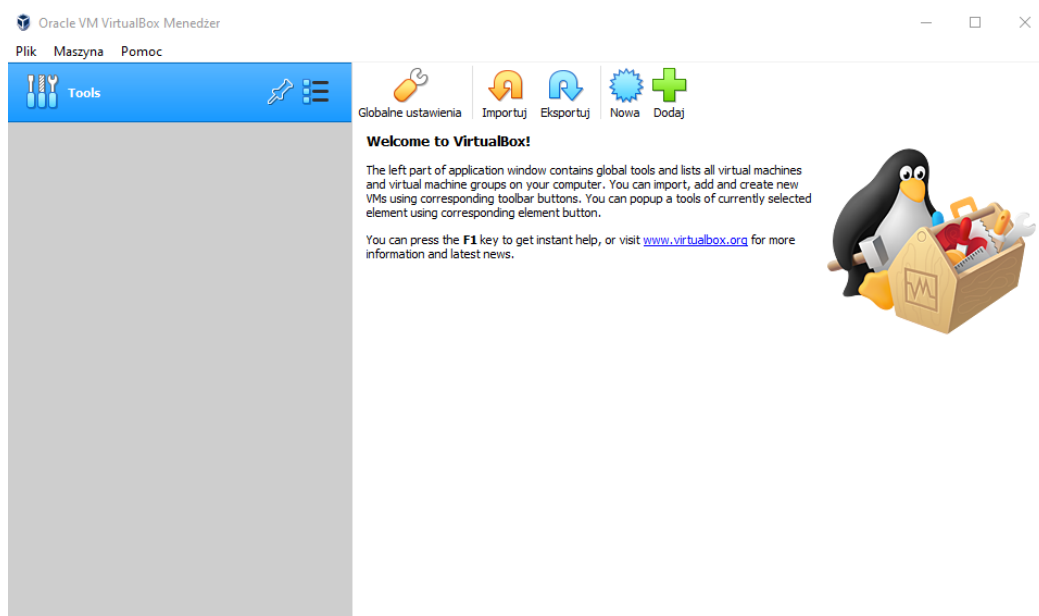 Oracle VM VirtualBox Menedżer
Plik Maszyna Pomoc
Tools
Globalne ustawienia Importuj Eksportuj Nowa Dodaj
Welcome to VirtualBox!
The left part of application window contains global tools and lists all virtual machines
and virtual machine groups on your computer. You can import, add and create new
VMs using corresponding toolbar buttons. You can popup a tools of currently selected
element using corresponding element button.
You can press the F1 key to get instant help, or visit www.virtualbox.org for more
information and latest news.